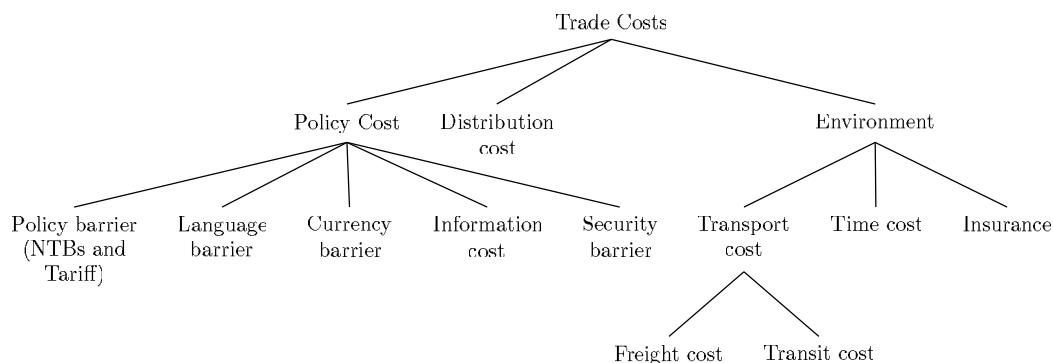 Trade Costs
Policy Cost
Distribution
cost
Environment
Policy barrier
(NTBs and
Tariff)
Language
barrier
Currency
barrier
Information
cost
Security
barrier
Transport
cost
Time cost
Insurance
Freight cost
Transit cost